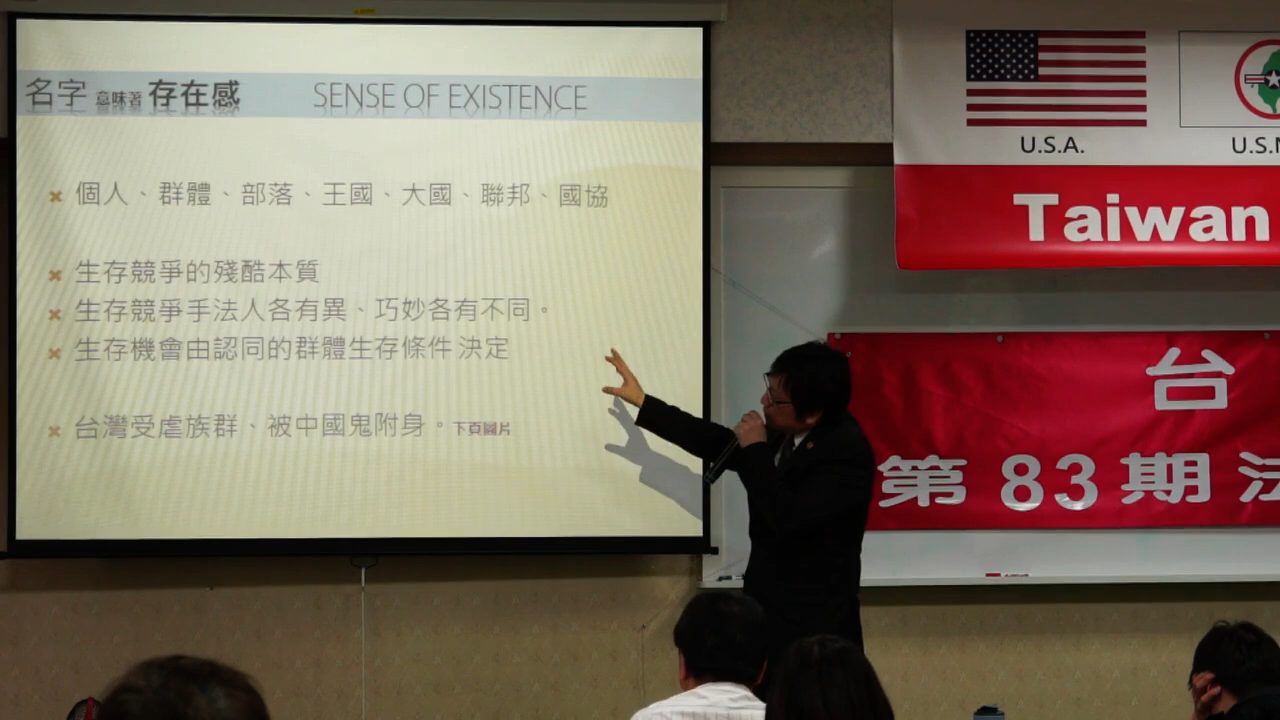 名字 意味著 存在感 SENSE OF EXISTENCE
個人、群體、部落、王國、大國、聯邦、國協
生存競爭的殘酷本質
生存競爭手法人各有異、巧妙各有不同。
生存機會由認同的群體生存條件 決定
台灣受虐族群、被中國鬼附身。下頁圖片
U.S.A.
U.S.
Taiwan
台
第 83 期 法